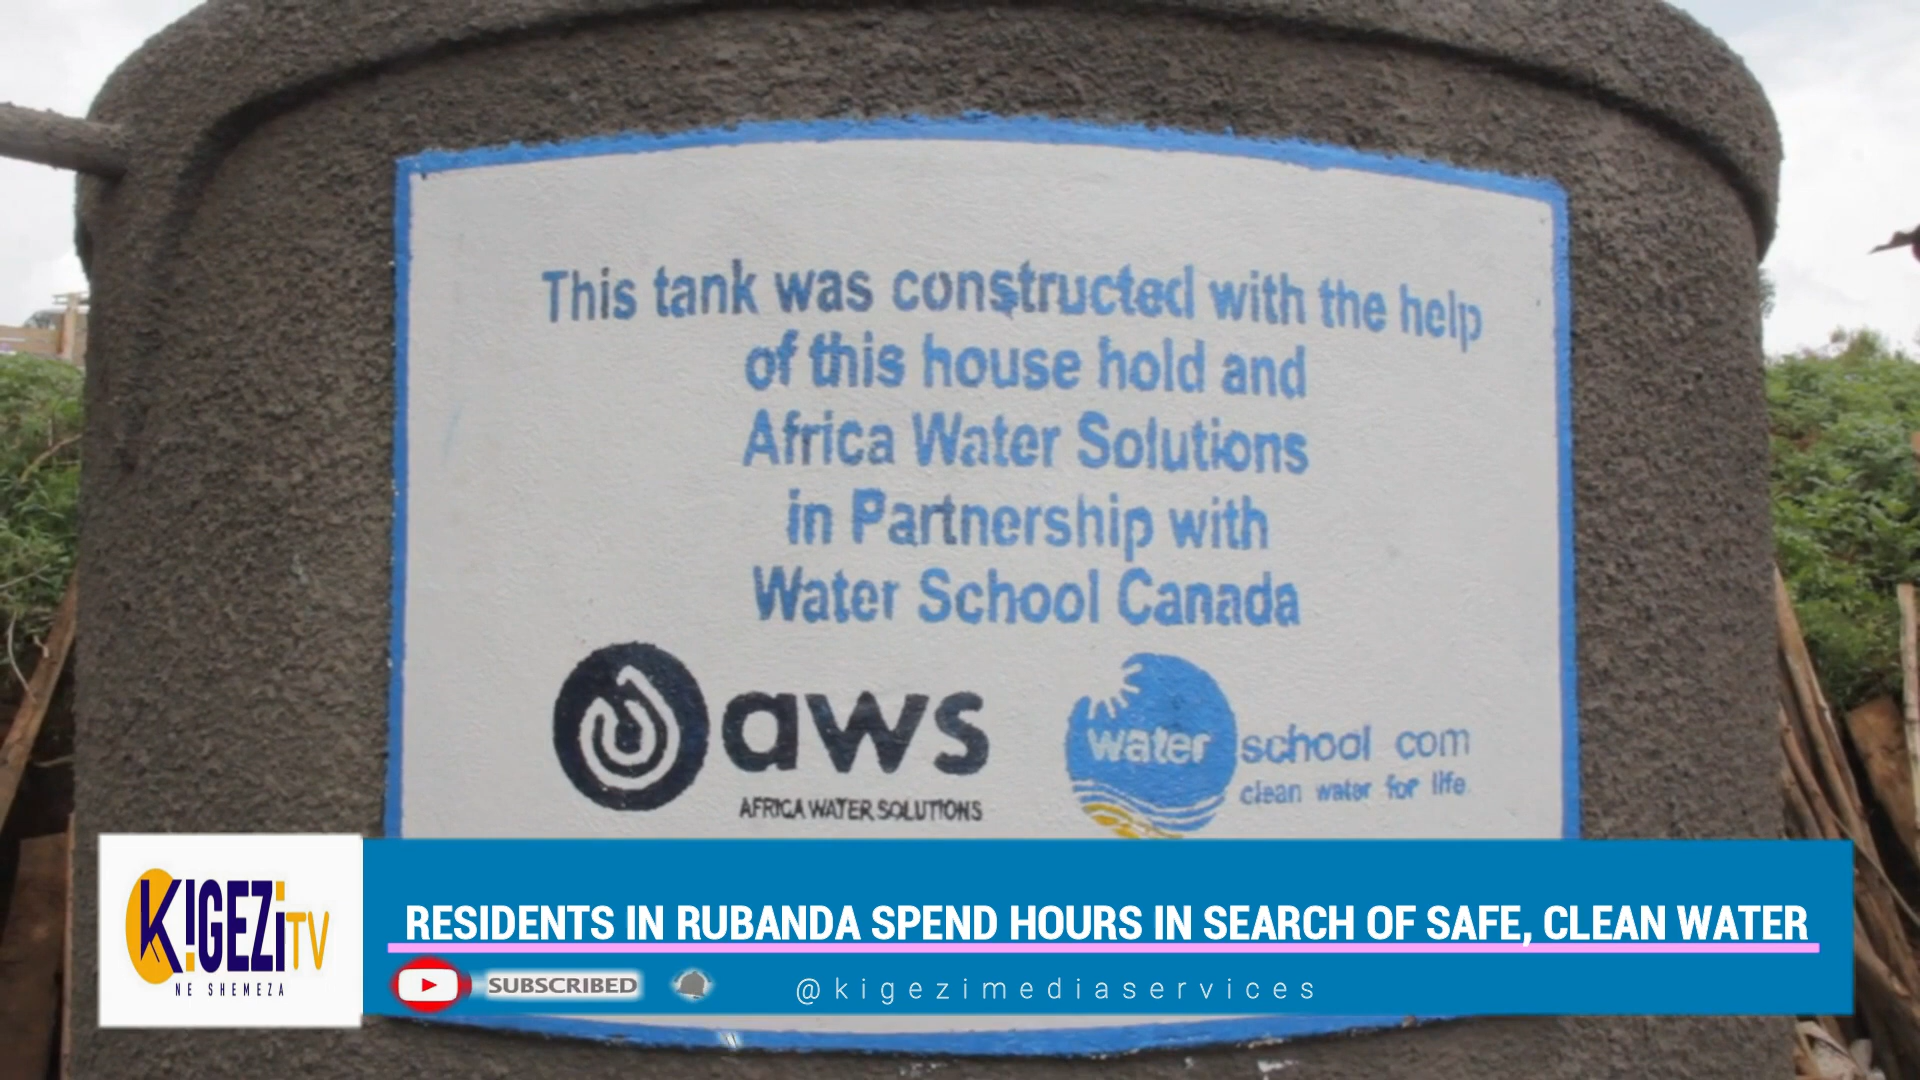 This tank was constructed with the help
of this house hold and
Africa Water Solutions
in Partnership with
Water School Canada
aws
AFRICA WATER SOLUTIONS
water school com
clean water for life
K!GEZi TV
NE SHEMEZA
RESIDENTS IN RUBANDA SPEND HOURS IN SEARCH OF SAFE, CLEAN WATER
SUBSCRIBED
@kigezimediaservices